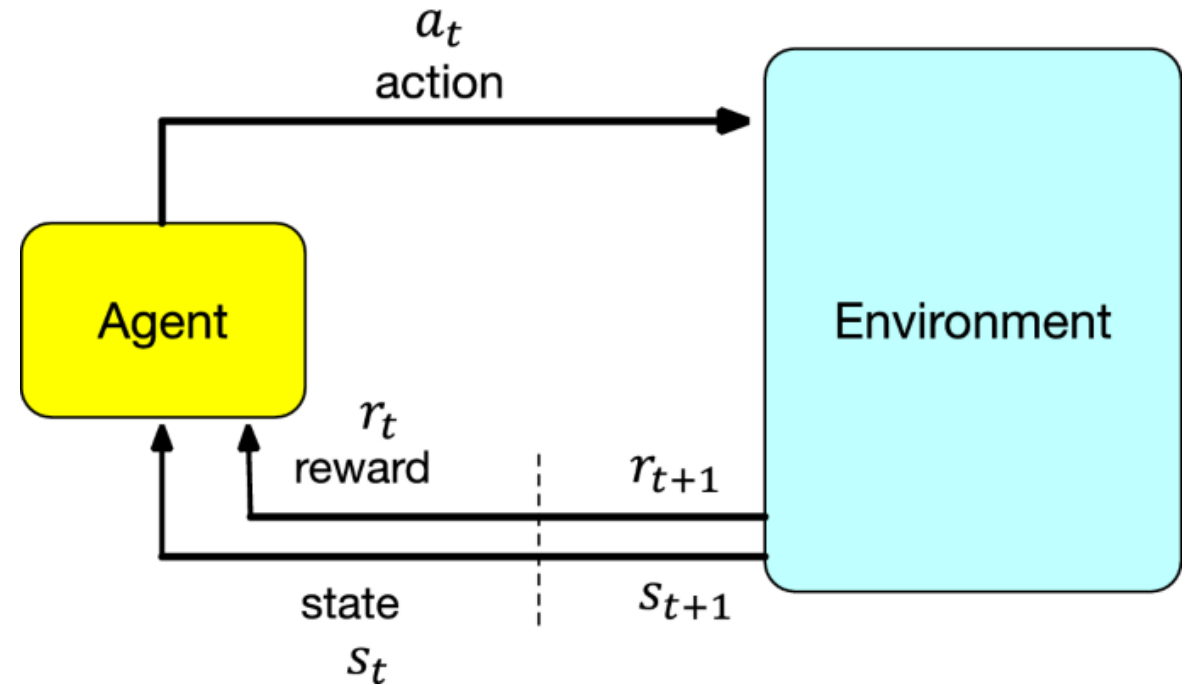 a_t
action
Agent
Environment
r_t
reward
r_{t+1}
state
s_{t+1}
s_t